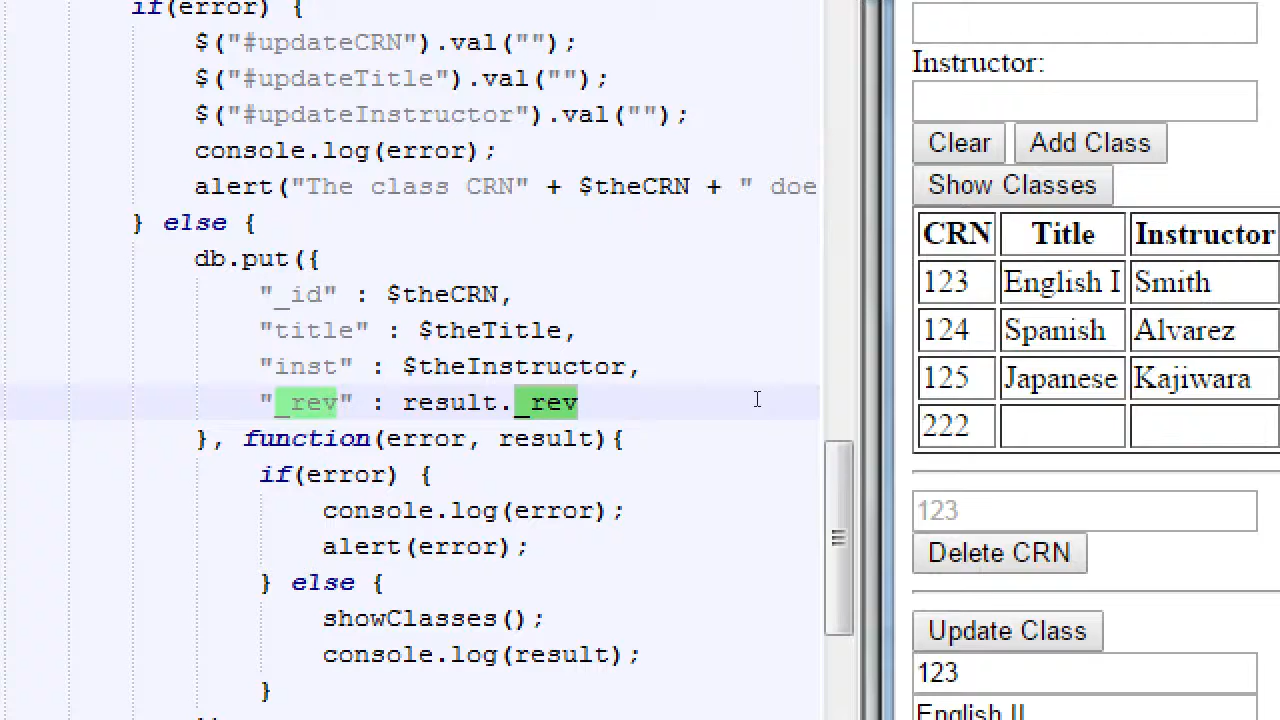 if(error) {
$("#updateCRN").val("");
$("#updateTitle").val("");
$("#updateInstructor").val("");
console.log(error);
alert("The class CRN" + $theCRN + " doe
} else {
db.put({
"_id" : $theCRN,
"title" : $theTitle,
"inst" : $theInstructor,
"_rev" : result._rev
}, function(error, result){
if(error) {
console.log(error);
alert(error);
} else {
showClasses();
console.log(result);
}
Instructor:
Clear Add Class
Show Classes
CRN Title Instructor
123 English I Smith
124 Spanish Alvarez
125 Japanese Kajiwara
222
123
Delete CRN
Update Class
123
English II